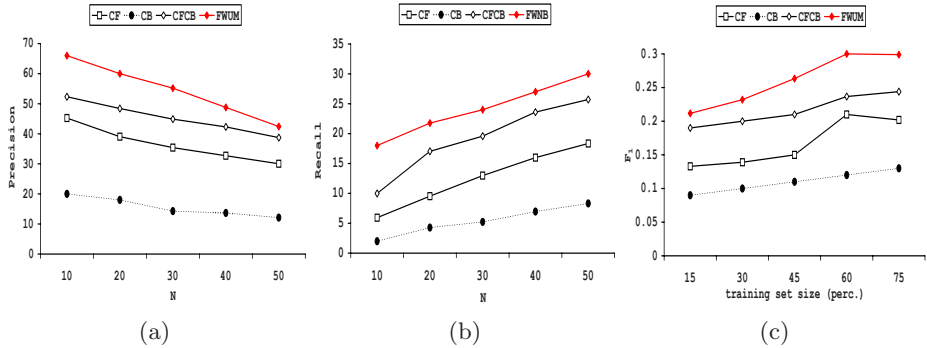 CF CB CFCB FWUM
70
60
50
40
30
20
10
0
Precision
10 20 30 40 50
N
(a)
CF CB CFCB FWNB
35
30
25
20
15
10
5
0
Recall
10 20 30 40 50
N
(b)
CF CB CFCB FWUM
0.3
0.25
0.2
0.15
0.1
0.05
0
F1
15 30 45 60 75
training set size (perc.)
(c)